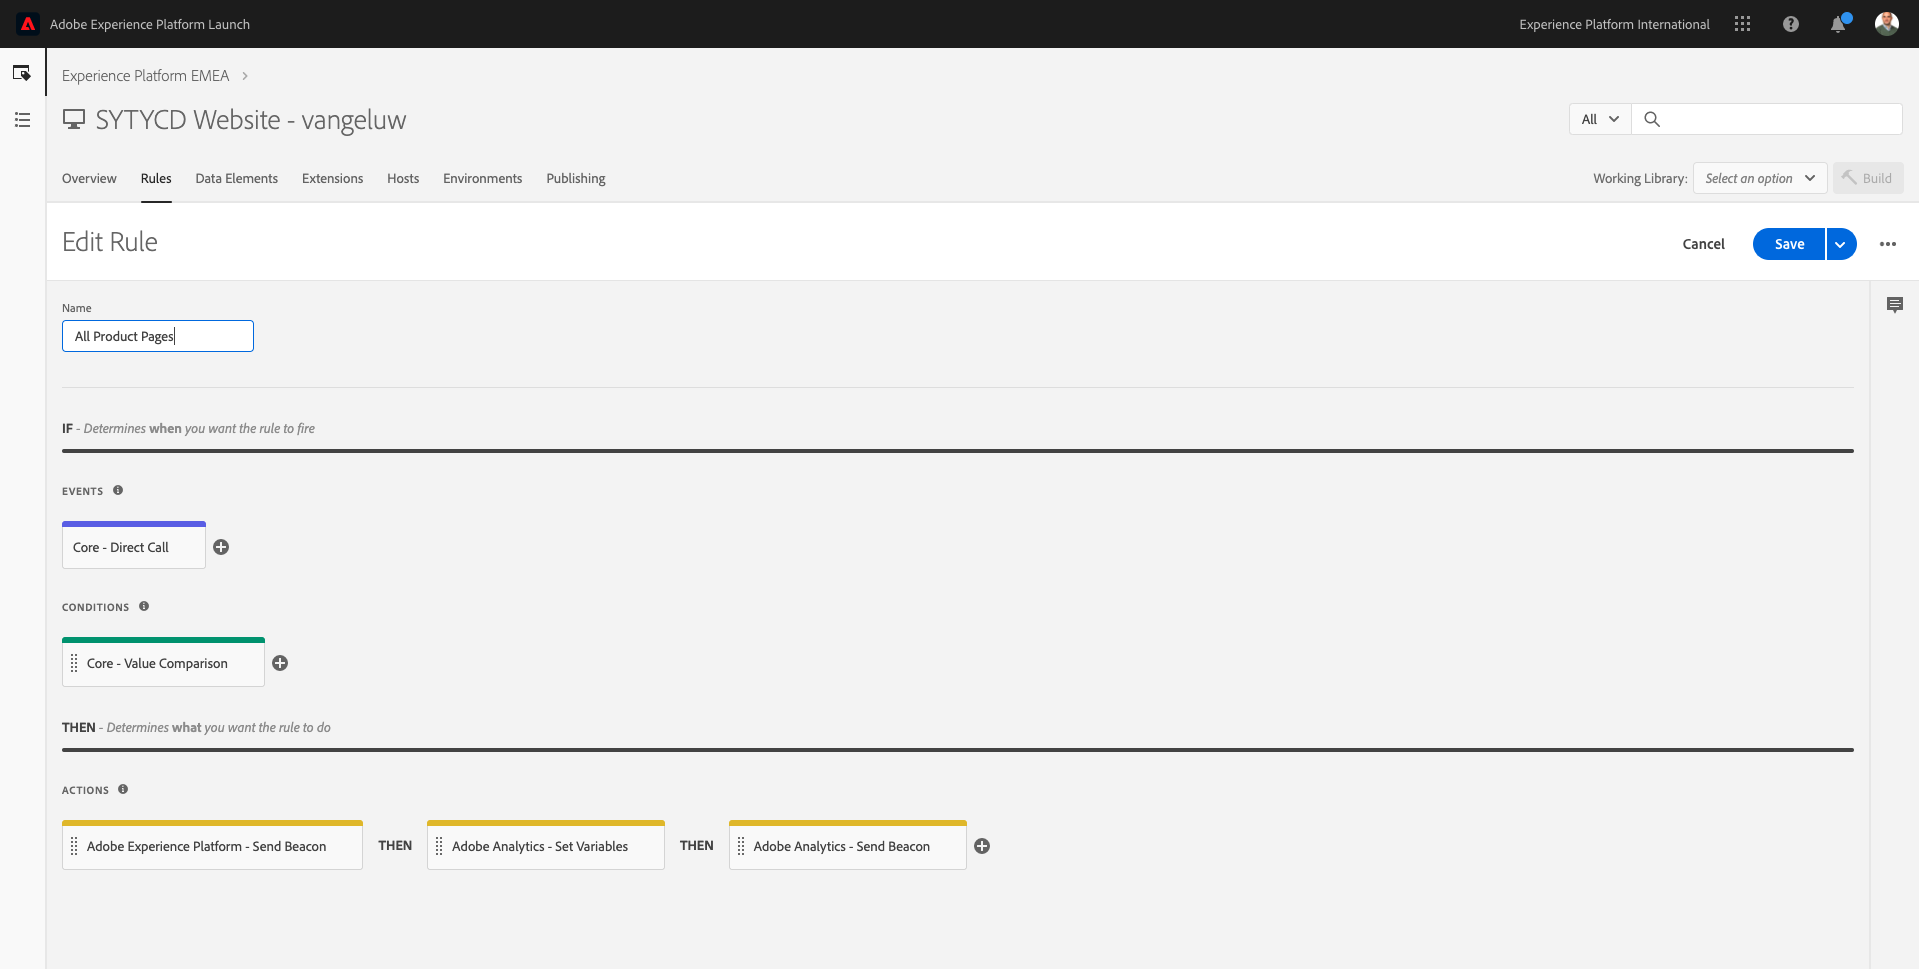 Adobe Experience Platform Launch
Experience Platform International
Experience Platform EMEA
SYTYCD Website - vangeluw
All
Overview Rules Data Elements Extensions Hosts Environments Publishing
Working Library: Select an option Build
Edit Rule
Cancel Save
Name
All Product Pages
IF - Determines when you want the rule to fire
EVENTS
Core - Direct Call
CONDITIONS
Core - Value Comparison
THEN - Determines what you want the rule to do
ACTIONS
Adobe Experience Platform - Send Beacon THEN Adobe Analytics - Set Variables THEN Adobe Analytics - Send Beacon